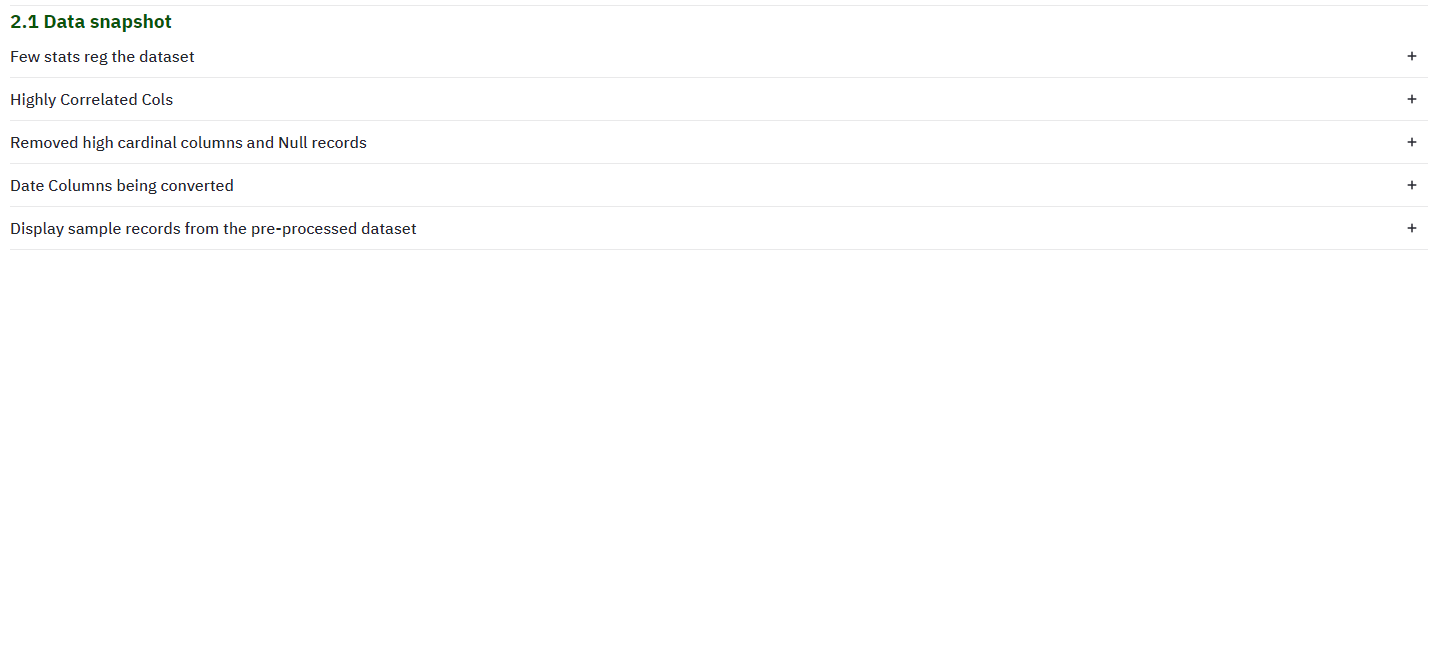 2.1 Data snapshot
Few stats reg the dataset +
Highly Correlated Cols +
Removed high cardinal columns and Null records +
Date Columns being converted +
Display sample records from the pre-processed dataset +